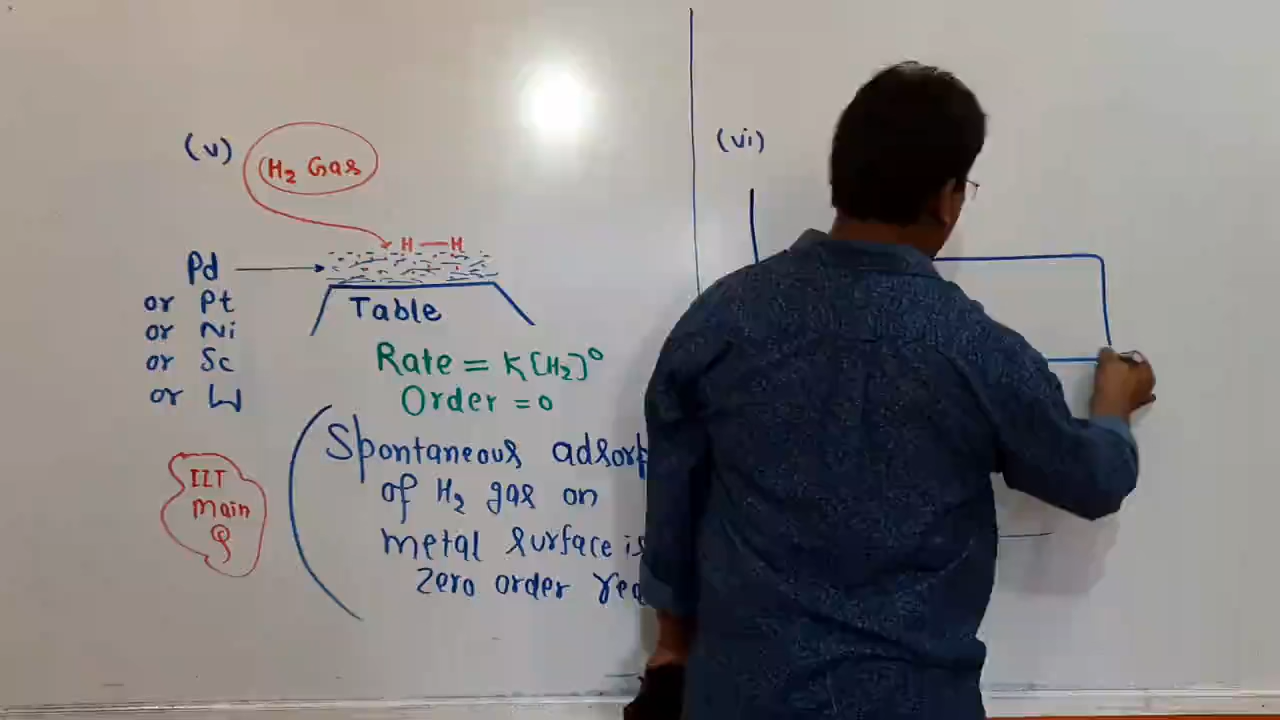 (v)
H₂ Gas
H—H
Pd
or Pt
or Ni
or Sc
or W
Table
Rate = K[H₂]⁰
Order = 0
IIT
Main
Q
Spontaneous
of H₂ gas on
metal surface is
zero order
(vi)